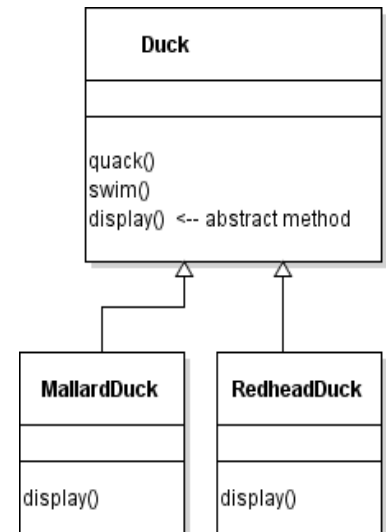 Duck
quack()
swim()
display() <-- abstract method
MallardDuck
RedheadDuck
display()
display()